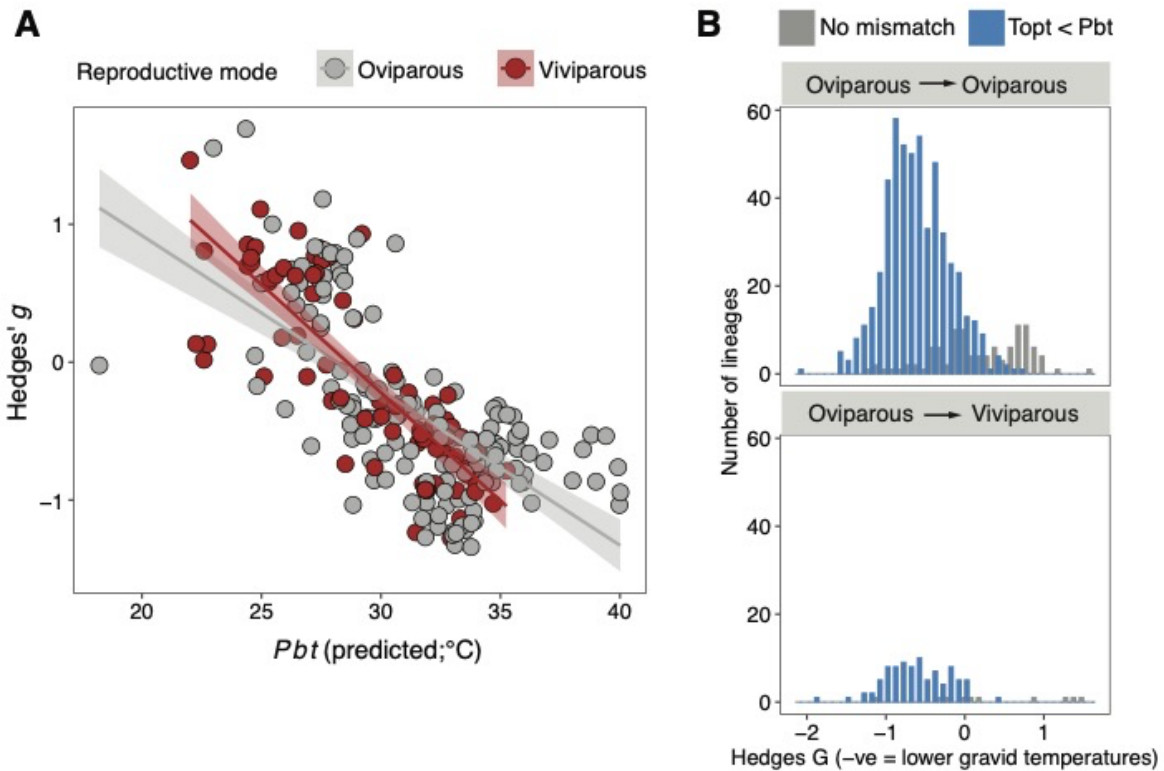 A
Reproductive mode Oviparous Viviparous
Hedges' g
1
0
−1
20 25 30 35 40
Pbt (predicted;°C)
B
No mismatch Topt < Pbt
Oviparous → Oviparous
60
40
20
0
Number of lineages
Oviparous → Viviparous
60
40
20
0
−2 −1 0 1
Hedges G (−ve = lower gravid temperatures)